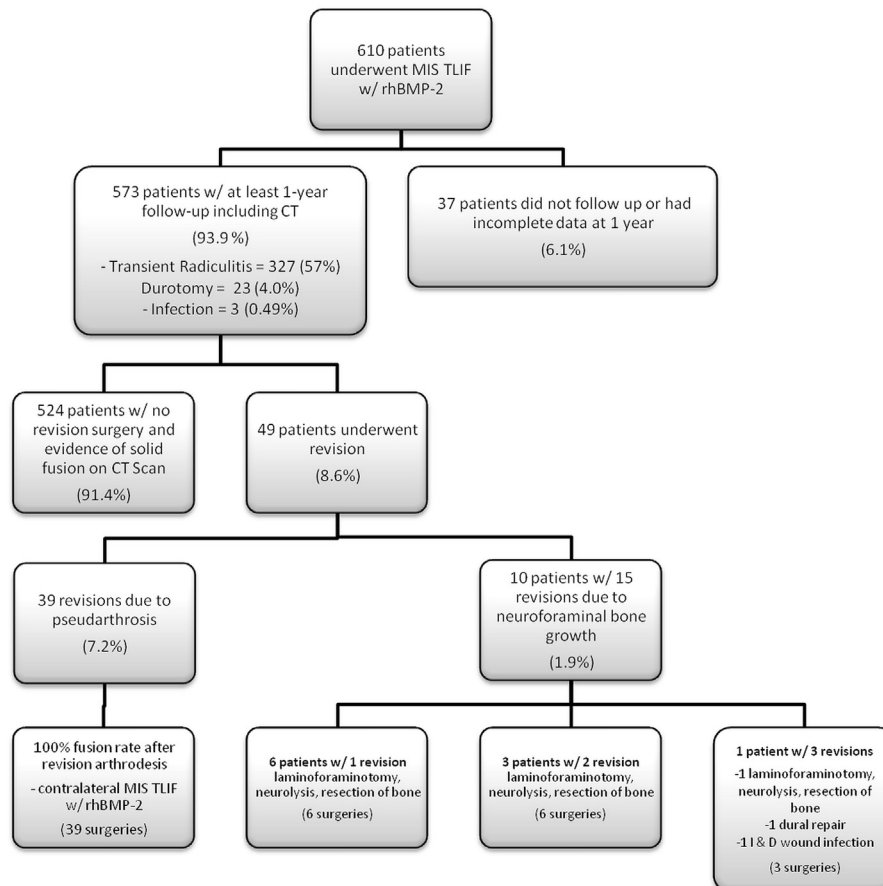 610 patients
underwent MIS TLIF
w/ rhBMP-2
573 patients w/ at least 1-year
follow-up including CT
(93.9 %)
- Transient Radiculitis = 327 (57%)
Durotomy = 23 (4.0%)
- Infection = 3 (0.49%)
37 patients did not follow up or had
incomplete data at 1 year
(6.1%)
524 patients w/ no
revision surgery and
evidence of solid
fusion on CT Scan
(91.4%)
49 patients underwent
revision
(8.6%)
39 revisions due to
pseudarthrosis
(7.2%)
10 patients w/ 15
revisions due to
neuroforaminal bone
growth
(1.9%)
100% fusion rate after
revision arthrodesis
- contralateral MIS TLIF
w/ rhBMP-2
(39 surgeries)
6 patients w/ 1 revision
laminoforaminotomy,
neurolysis, resection of bone
(6 surgeries)
3 patients w/ 2 revision
laminoforaminotomy,
neurolysis, resection of bone
(6 surgeries)
1 patient w/ 3 revisions
-1 laminoforaminotomy,
neurolysis, resection of
bone
-1 dural repair
-1 I & D wound infection
(3 surgeries)